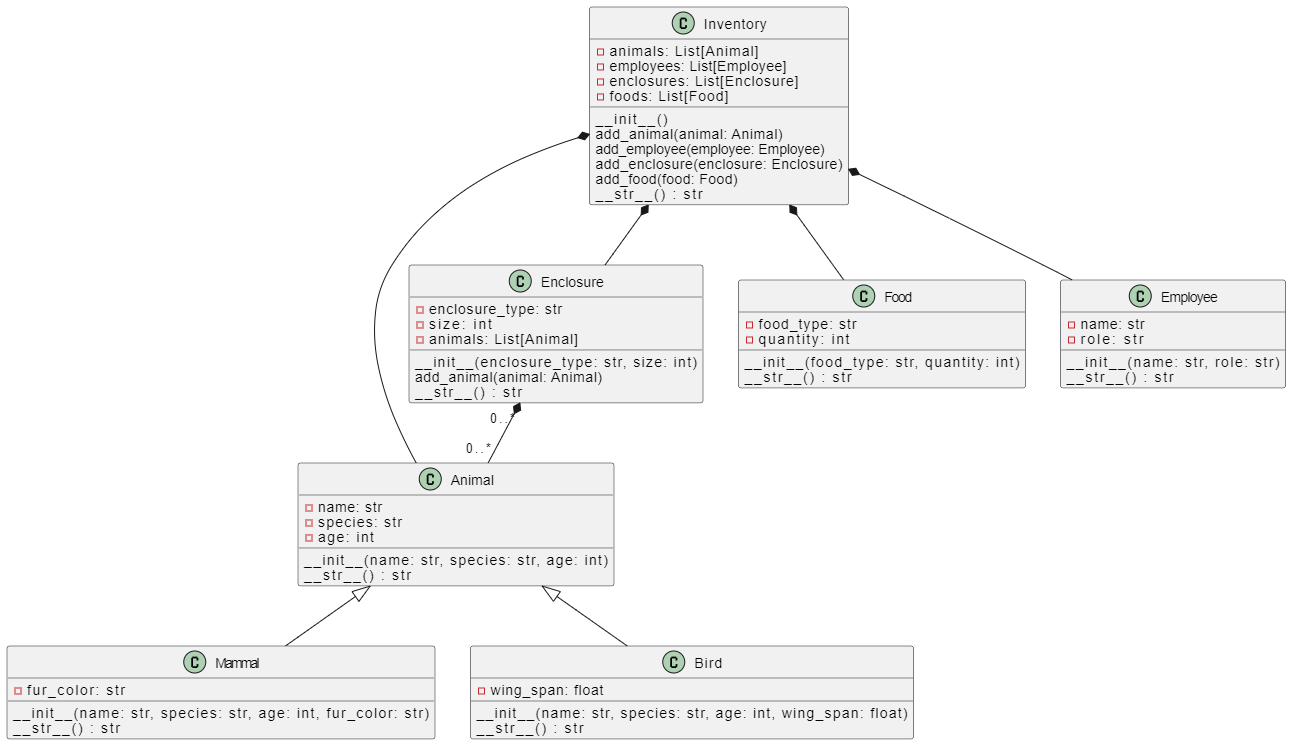 C Inventory
animals: List[Animal]
employees: List[Employee]
enclosures: List[Enclosure]
foods: List[Food]
__init__()
add_animal(animal: Animal)
add_employee(employee: Employee)
add_enclosure(enclosure: Enclosure)
add_food(food: Food)
__str__() : str
C Enclosure
enclosure_type: str
size: int
animals: List[Animal]
__init__(enclosure_type: str, size: int)
add_animal(animal: Animal)
__str__() : str
C Food
food_type: str
quantity: int
__init__(food_type: str, quantity: int)
__str__() : str
C Employee
name: str
role: str
__init__(name: str, role: str)
__str__() : str
0..*
0..*
C Animal
name: str
species: str
age: int
__init__(name: str, species: str, age: int)
__str__() : str
C Mammal
fur_color: str
__init__(name: str, species: str, age: int, fur_color: str)
__str__() : str
C Bird
wing_span: float
__init__(name: str, species: str, age: int, wing_span: float)
__str__() : str